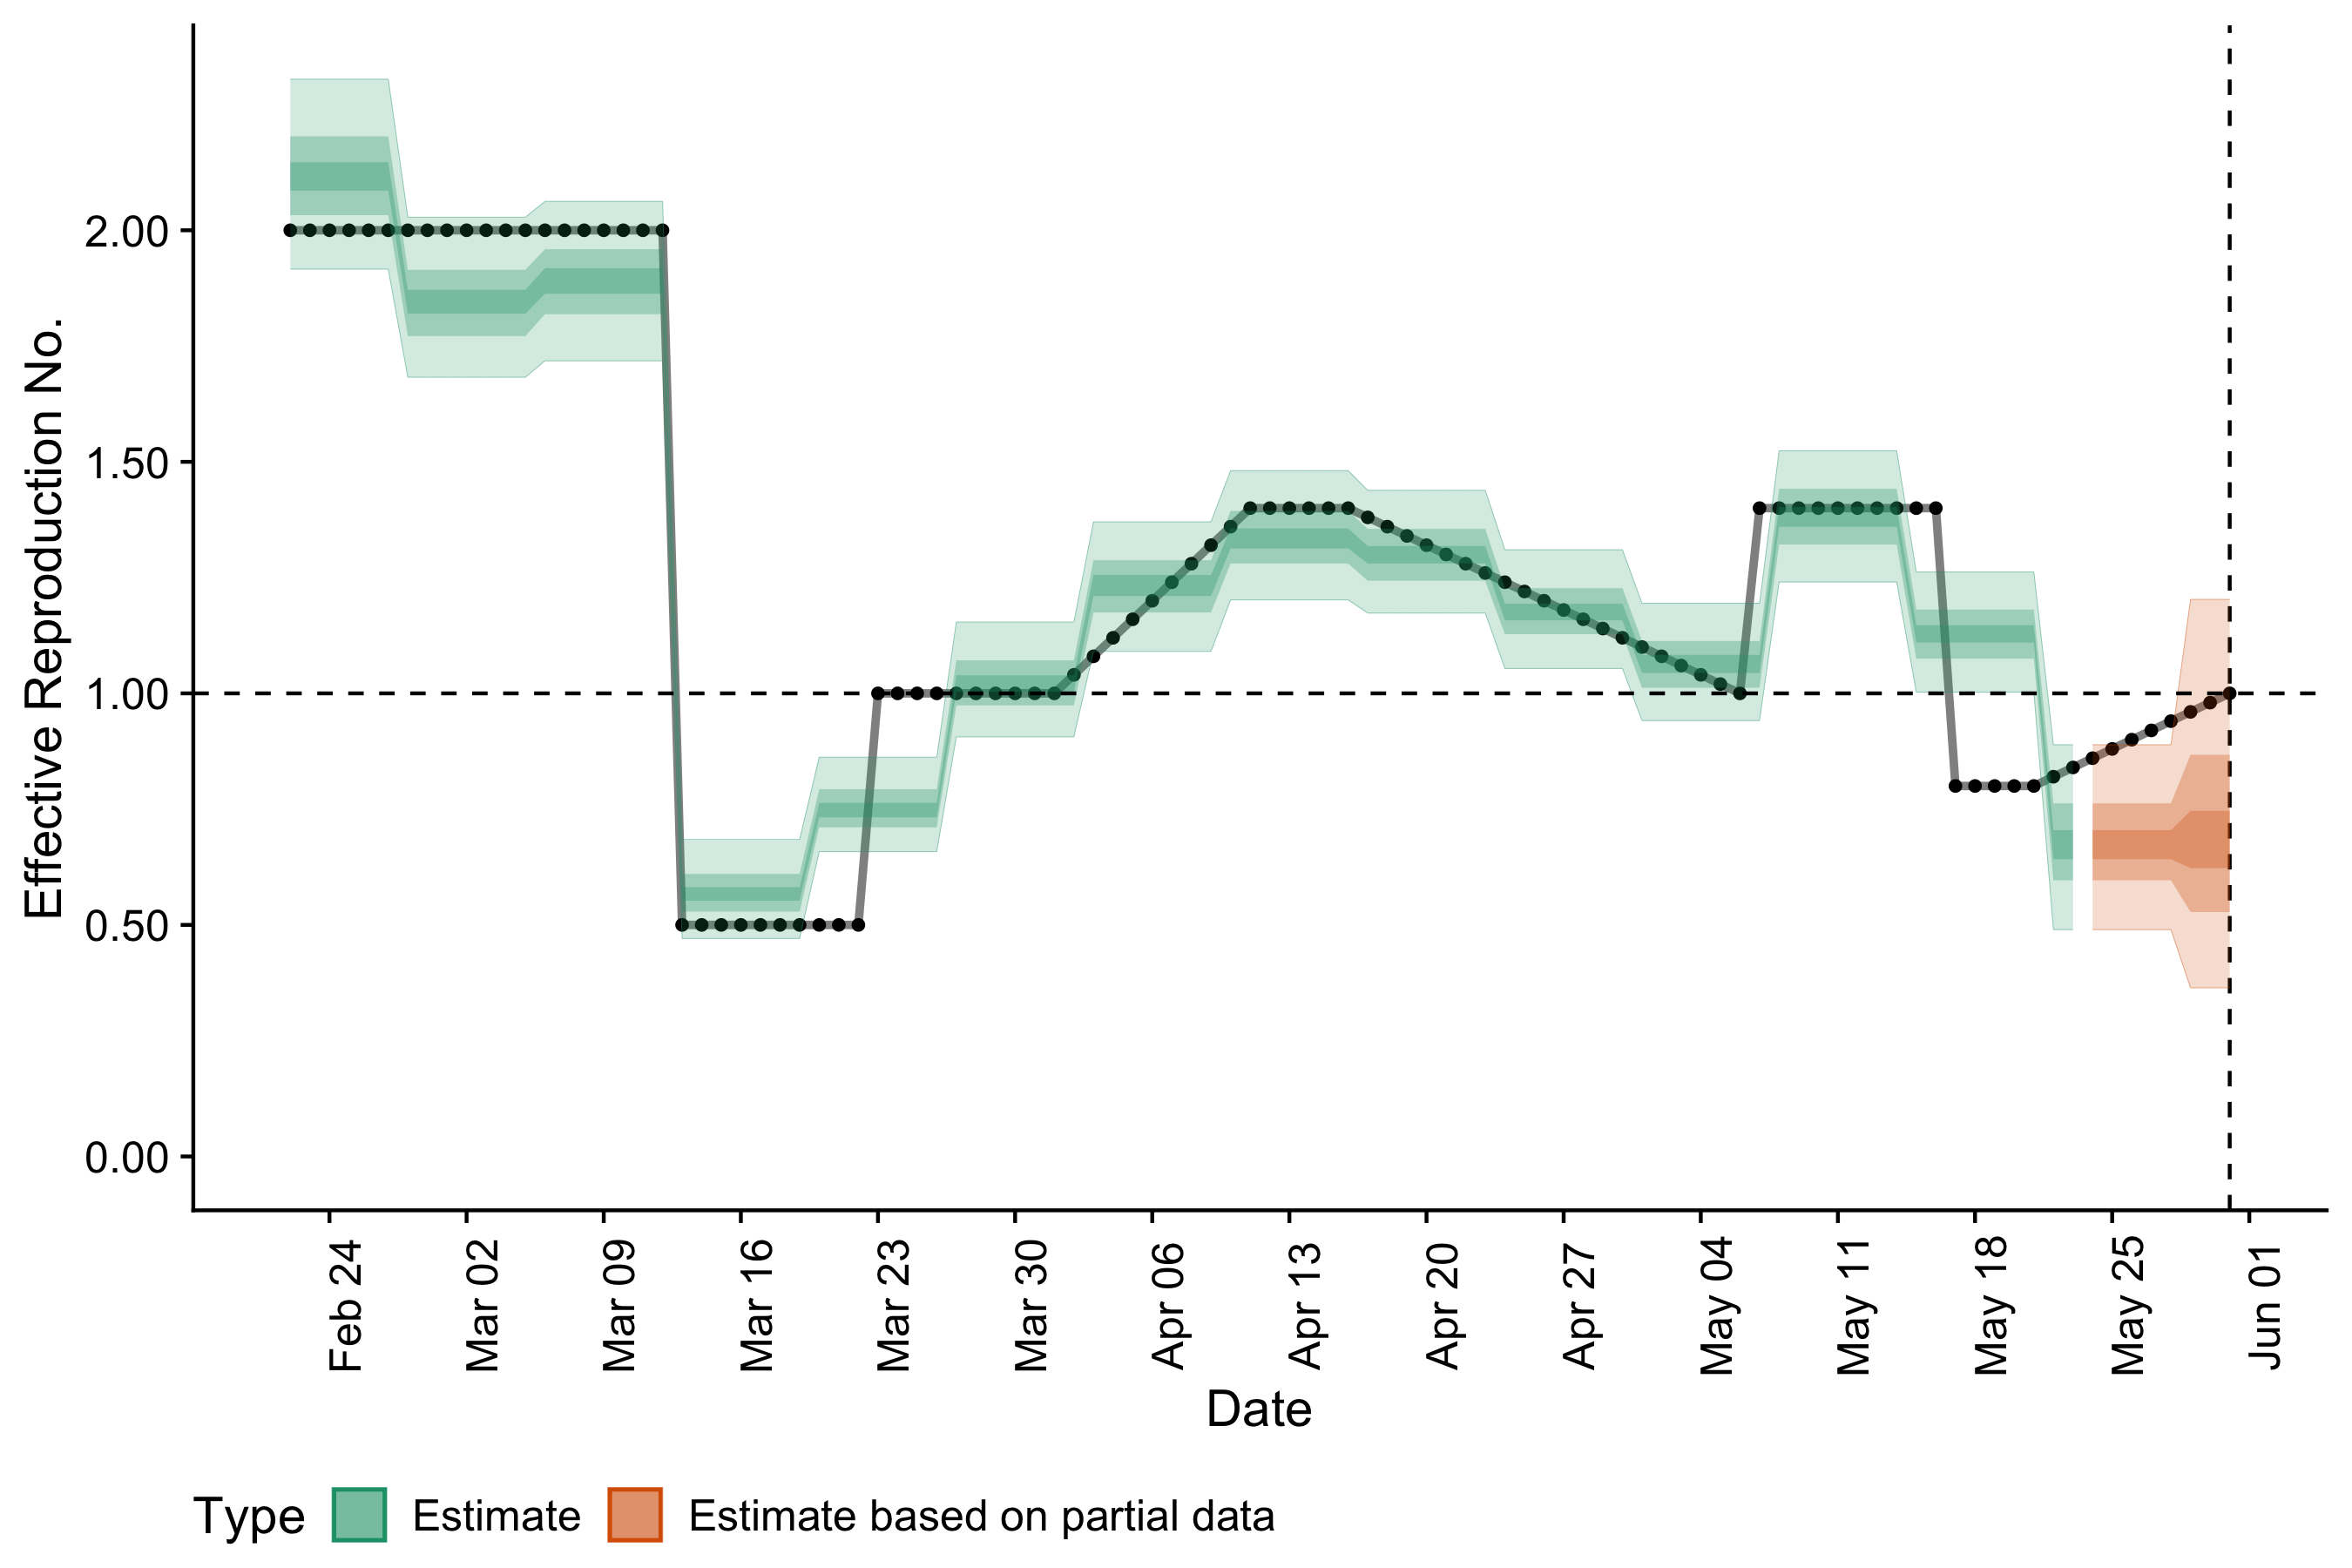 Effective Reproduction No.
2.00
1.50
1.00
0.50
0.00
Feb 24
Mar 02
Mar 09
Mar 16
Mar 23
Mar 30
Apr 06
Apr 13
Apr 20
Apr 27
May 04
May 11
May 18
May 25
Jun 01
Date
Type Estimate Estimate based on partial data